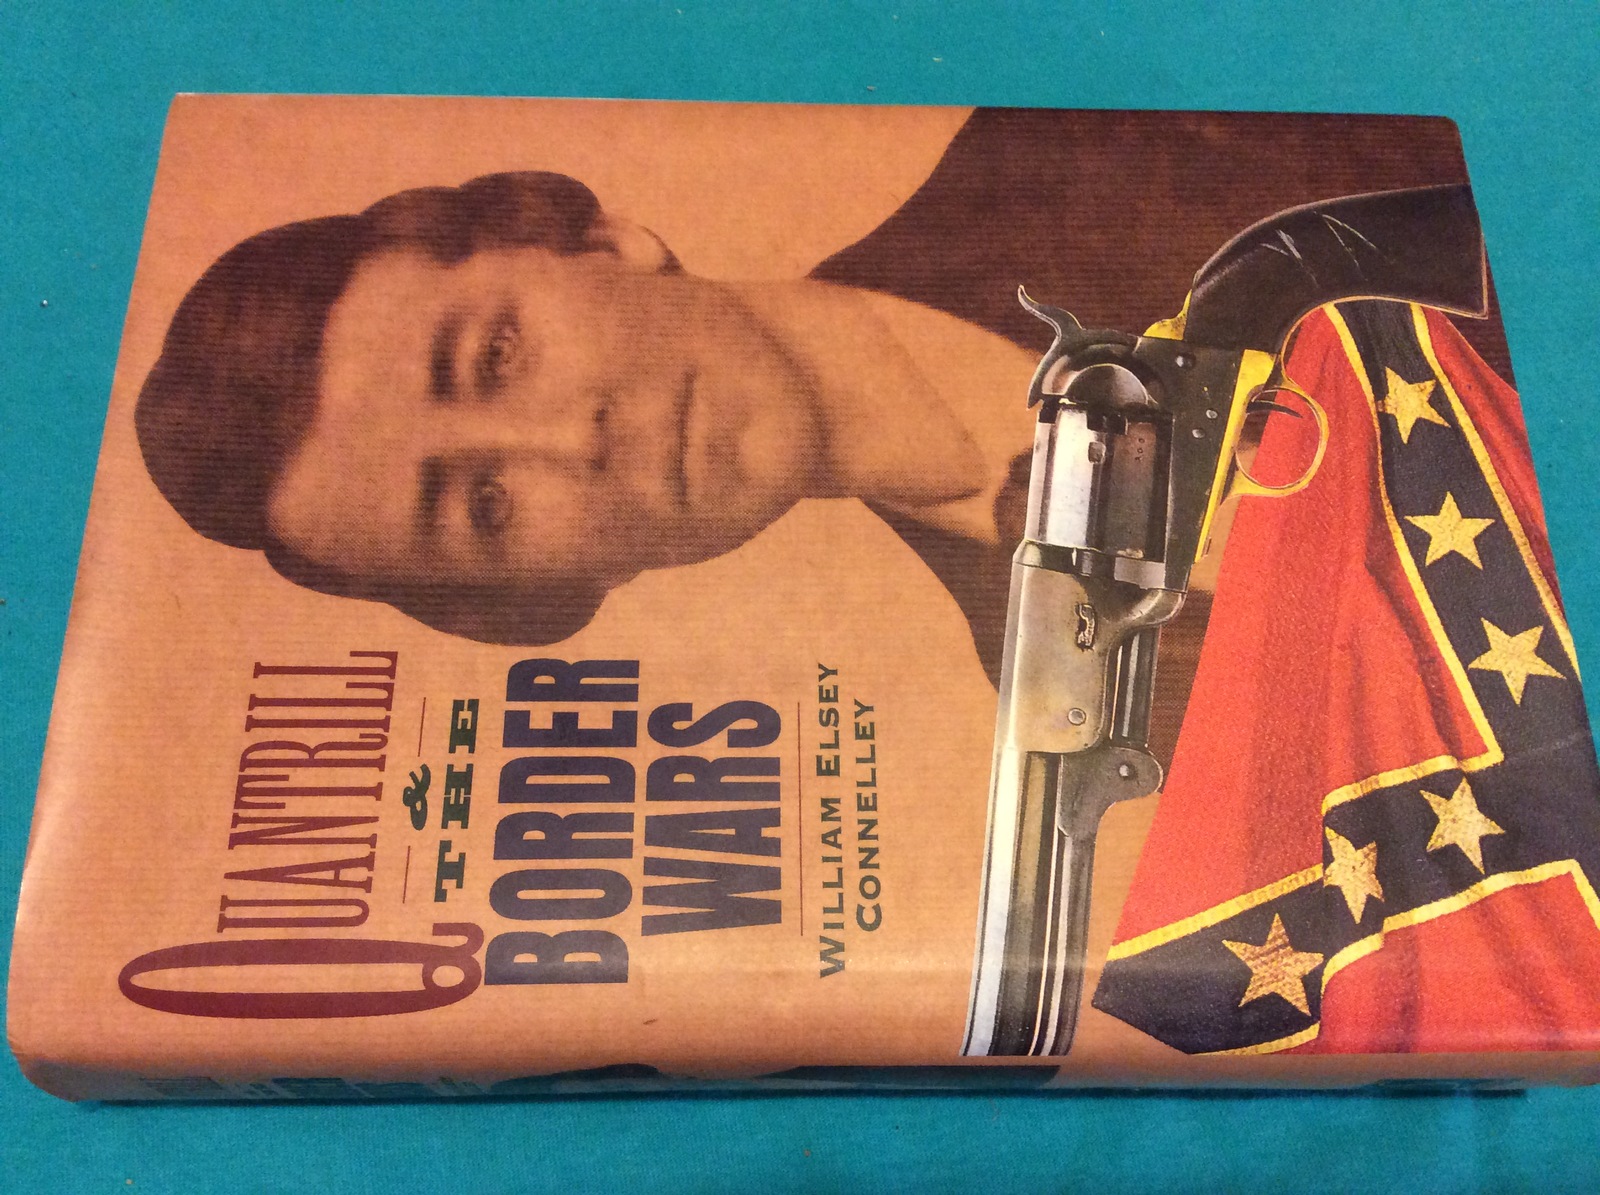 QUANTRILL
& THE
BORDER
WARS
WILLIAM ELSEY
CONNELLEY